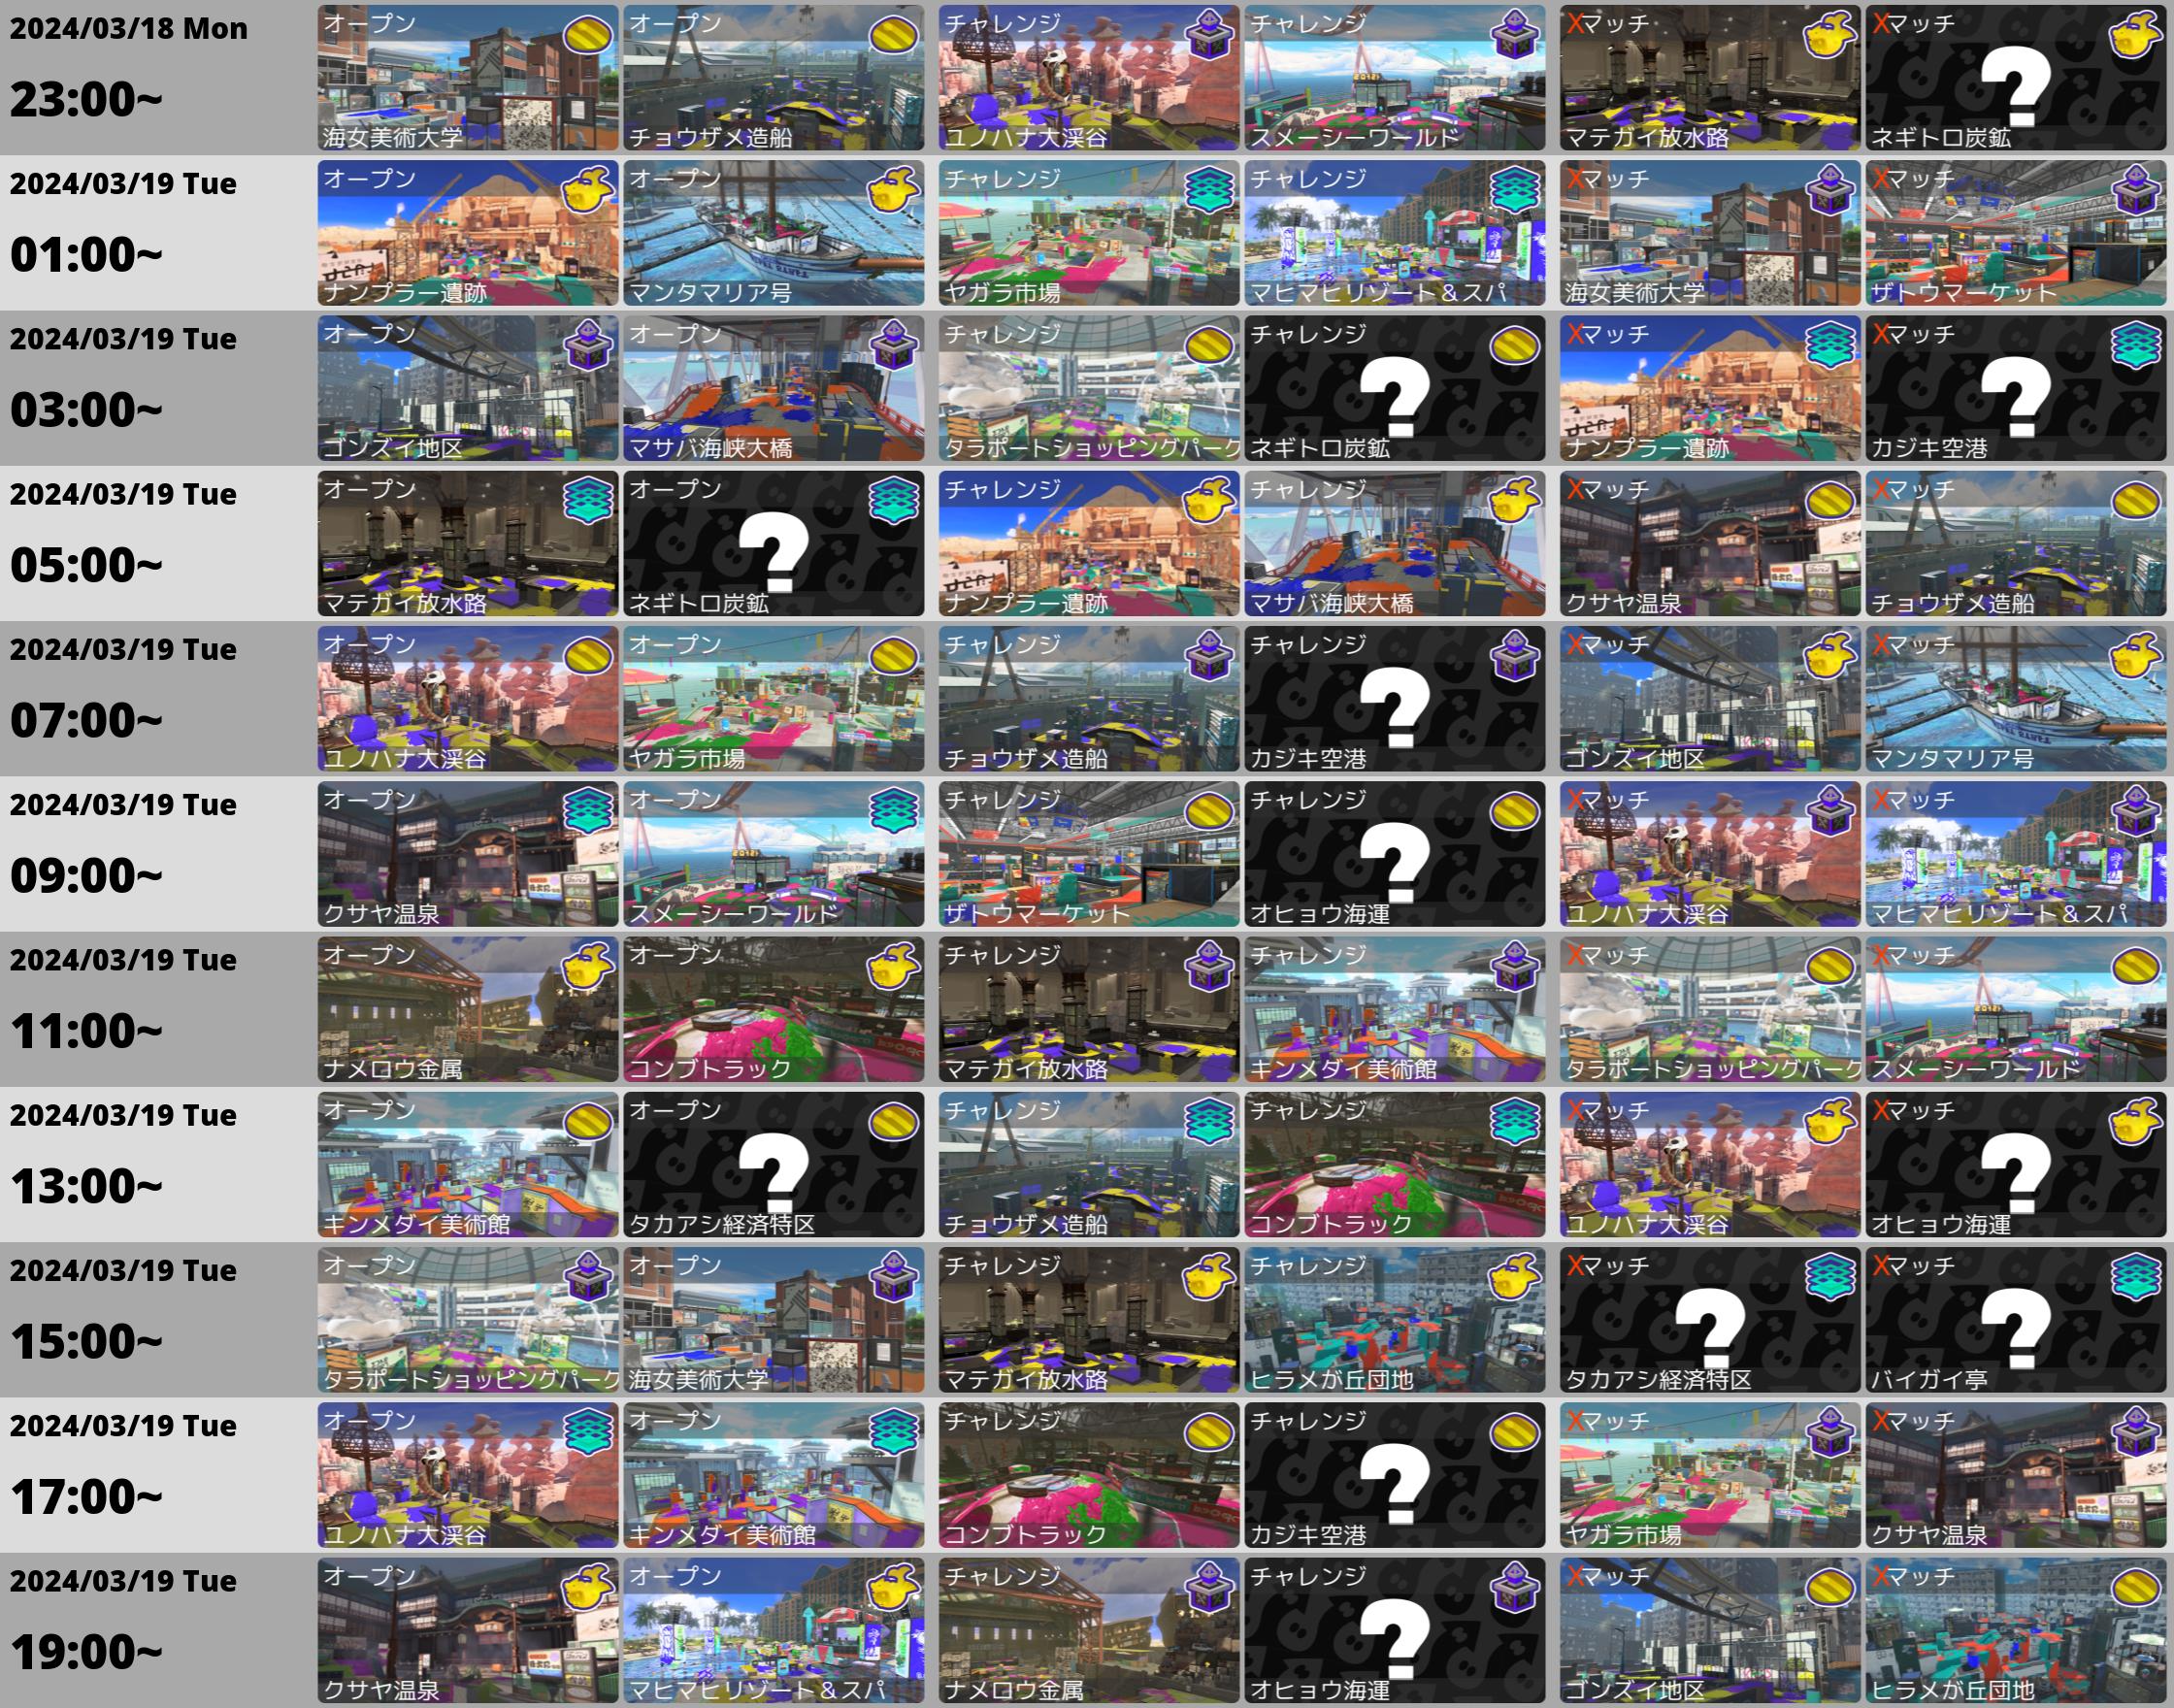 2024/03/18 Mon
23:00~
オープン オープン チャレンジ チャレンジ Xマッチ Xマッチ
海女美術大学 チョウザメ造船 ユノハナ大渓谷 スメーシーワールド マテガイ放水路 ネギトロ炭鉱
2024/03/19 Tue
01:00~
オープン オープン チャレンジ チャレンジ Xマッチ Xマッチ
ナンプラー遺跡 マンタマリア号 ヤガラ市場 マヒマヒリゾート＆スパ 海女美術大学 ザトウマーケット
2024/03/19 Tue
03:00~
オープン オープン チャレンジ チャレンジ Xマッチ Xマッチ
ゴンズイ地区 マサバ海峡大橋 タラポートショッピングパーク ネギトロ炭鉱 ナンプラー遺跡 カジキ空港
2024/03/19 Tue
05:00~
オープン オープン チャレンジ チャレンジ Xマッチ Xマッチ
マテガイ放水路 ネギトロ炭鉱 ナンプラー遺跡 マサバ海峡大橋 クサヤ温泉 チョウザメ造船
2024/03/19 Tue
07:00~
オープン オープン チャレンジ チャレンジ Xマッチ Xマッチ
ユノハナ大渓谷 ヤガラ市場 チョウザメ造船 カジキ空港 ゴンズイ地区 マンタマリア号
2024/03/19 Tue
09:00~
オープン オープン チャレンジ チャレンジ Xマッチ Xマッチ
クサヤ温泉 スメーシーワールド ザトウマーケット オヒョウ海運 ユノハナ大渓谷 マヒマヒリゾート＆スパ
2024/03/19 Tue
11:00~
オープン オープン チャレンジ チャレンジ Xマッチ Xマッチ
ナメロウ金属 コンブトラック マテガイ放水路 キンメダイ美術館 タラポートショッピングパーク スメーシーワールド
2024/03/19 Tue
13:00~
オープン オープン チャレンジ チャレンジ Xマッチ Xマッチ
キンメダイ美術館 タカアシ経済特区 チョウザメ造船 コンブトラック ユノハナ大渓谷 オヒョウ海運
2024/03/19 Tue
15:00~
オープン オープン チャレンジ チャレンジ Xマッチ Xマッチ
タラポートショッピングパーク 海女美術大学 マテガイ放水路 ヒラメが丘団地 タカアシ経済特区 バイガイ亭
2024/03/19 Tue
17:00~
オープン オープン チャレンジ チャレンジ Xマッチ Xマッチ
ユノハナ大渓谷 キンメダイ美術館 コンブトラック カジキ空港 ヤガラ市場 クサヤ温泉
2024/03/19 Tue
19:00~
オープン オープン チャレンジ チャレンジ Xマッチ Xマッチ
クサヤ温泉 マヒマヒリゾート＆スパ ナメロウ金属 オヒョウ海運 ゴンズイ地区 ヒラメが丘団地